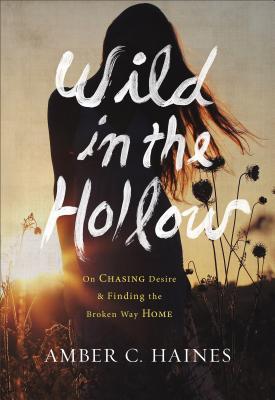 Wild
in the
Hollow
On CHASING Desire
& Finding the
Broken Way HOME
AMBER C. HAINES